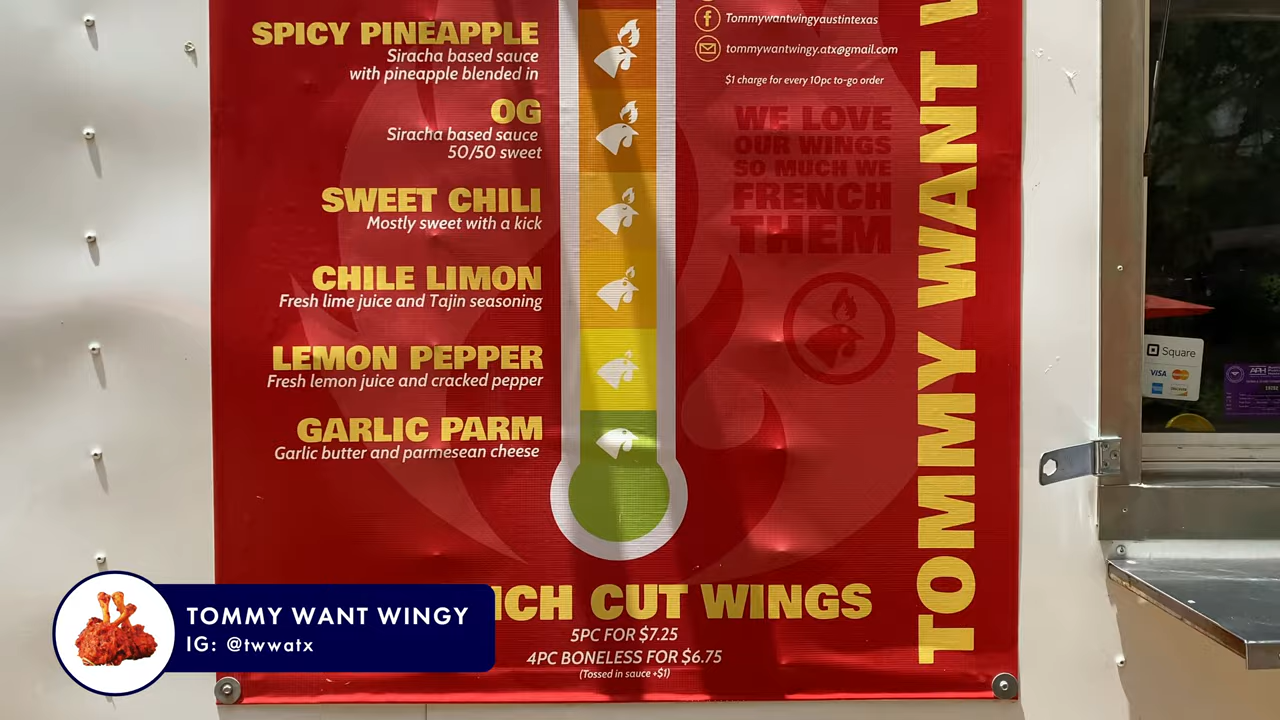 SPICY PINEAPPLE
Siracha based sauce
with pineapple blended in
OG
Siracha based sauce
50/50 sweet
SWEET CHILI
Mostly sweet with a kick
CHILE LIMON
Fresh lime juice and Tajin seasoning
LEMON PEPPER
Fresh lemon juice and cracked pepper
GARLIC PARM
Garlic butter and parmesean cheese
Tommywantwingyaustintexas
tommywantwingy.atx@gmail.com
$1 charge for every 10pc to-go order
WE LOVE
OUR WINGS
SO MUCH WE
FRENCH
THEM
TOMMY WANT
Square
VISA
CUT WINGS
5PC FOR $7.25
4PC BONELESS FOR $6.75
(Tossed in sauce +$1)
TOMMY WANT WINGY
IG: @twwatx